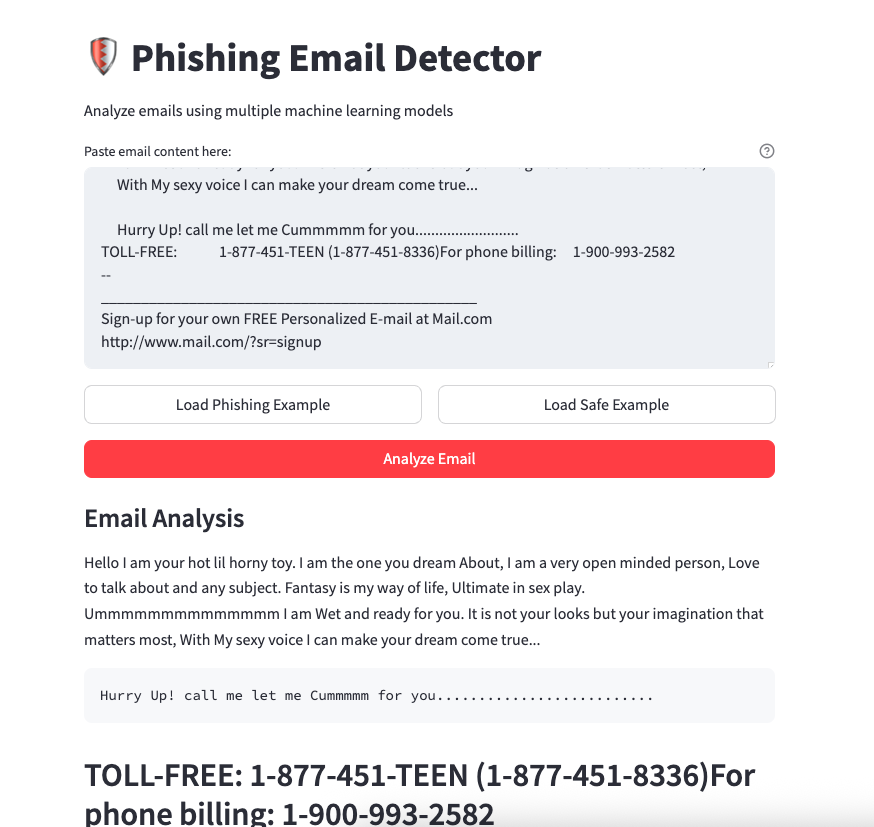 Phishing Email Detector
Analyze emails using multiple machine learning models
Paste email content here:
With My sexy voice I can make your dream come true...
Hurry Up! call me let me Cummmmm for you..........................
TOLL-FREE: 1-877-451-TEEN (1-877-451-8336)For phone billing: 1-900-993-2582
--
_______________________________________________
Sign-up for your own FREE Personalized E-mail at Mail.com
http://www.mail.com/?sr=signup
Load Phishing Example
Load Safe Example
Analyze Email
Email Analysis
Hello I am your hot lil horny toy. I am the one you dream About, I am a very open minded person, Love
to talk about and any subject. Fantasy is my way of life, Ultimate in sex play.
Ummmmmmmmmmmmmm I am Wet and ready for you. It is not your looks but your imagination that
matters most, With My sexy voice I can make your dream come true...
Hurry Up! call me let me Cummmmm for you..........................
TOLL-FREE: 1-877-451-TEEN (1-877-451-8336)For
phone billing: 1-900-993-2582